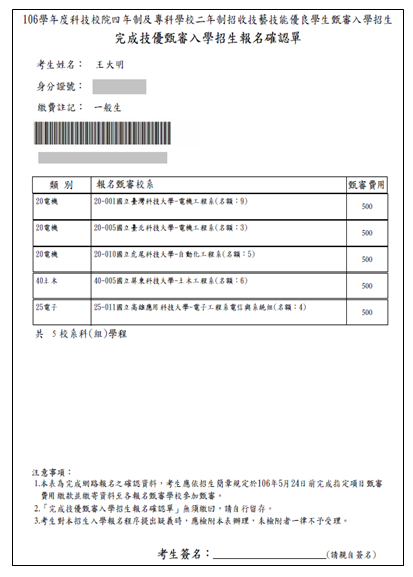 106學年度科技校院四年制及專科學校二年制招收技藝技能優良學生甄審入學招生
完成技優甄審入學招生報名確認單
考生姓名： 王大明
身分證號：
繳費註記： 一般生
類 別 報名甄審校系 甄審費用
20電機 20-001國立臺灣科技大學-電機工程系(名額：9) 500
20電機 20-005國立臺北科技大學-電機工程系(名額：3) 500
20電機 20-010國立虎尾科技大學-自動化工程系(名額：5) 500
40土木 40-005國立屏東科技大學-土木工程系(名額：6) 500
25電子 25-011國立高雄應用科技大學-電子工程系電信與系統組(名額：4) 500
共 5 校系科(組)學程
注意事項：
1.本表為完成網路報名之確認資料，考生應依招生簡章規定於106年5月24日前完成指定項目甄審
費用繳款並繳寄資料至各報名甄審學校參加甄審。
2.「完成技優甄審入學招生報名確認單」無須繳回，請自行留存。
3.考生對本招生入學報名程序提出疑義時，應檢附本表辦理，未檢附者一律不予受理。
考生簽名：____________________(請親自簽名)